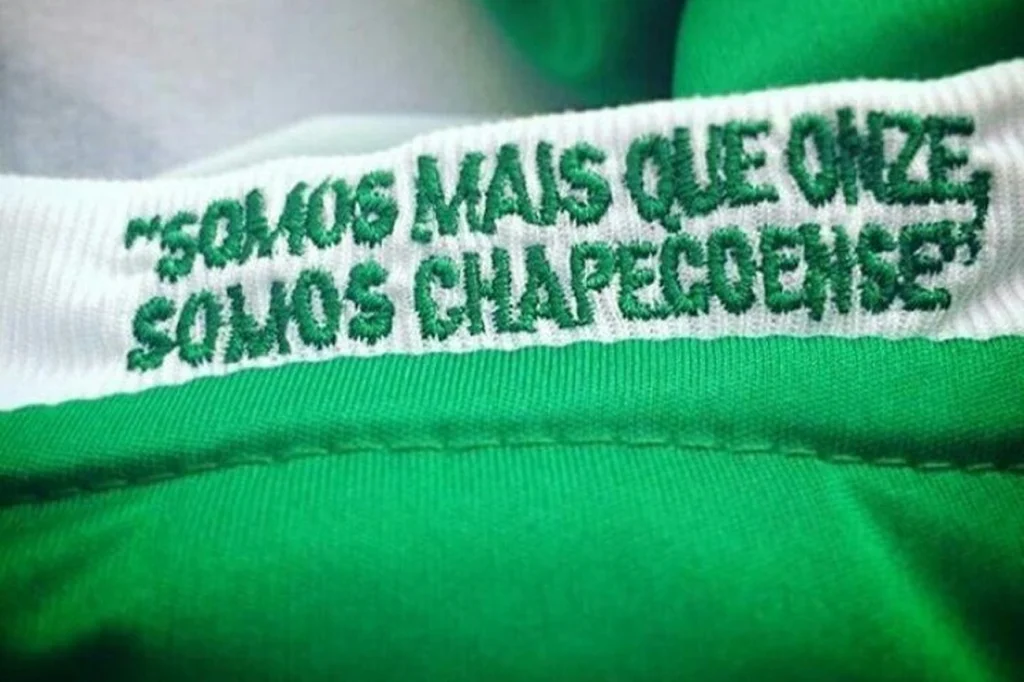 "SOMOS MAIS QUE ONZE,
SOMOS CHAPECOENSE"